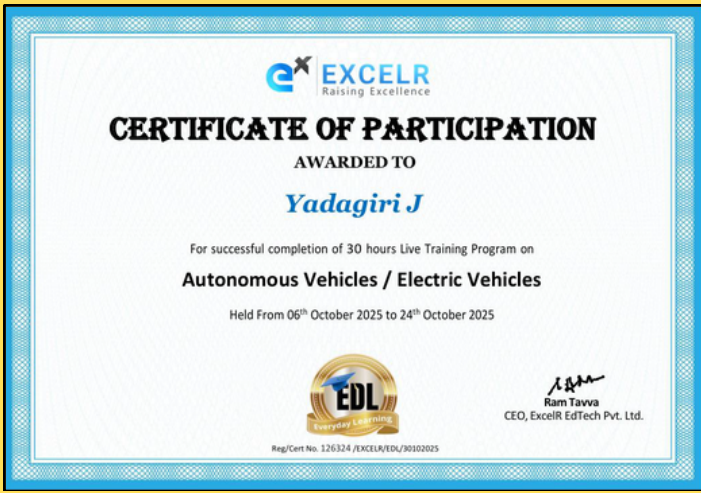 ex EXCELR
Raising Excellence
CERTIFICATE OF PARTICIPATION
AWARDED TO
Yadagiri J
For successful completion of 30 hours Live Training Program on
Autonomous Vehicles / Electric Vehicles
Held From 06th October 2025 to 24th October 2025
EDL
Everyday Learning
Ram Tavva
CEO, ExcelR EdTech Pvt. Ltd.
Reg/Cert No. 126324 /EXCELR/EDL/30102025